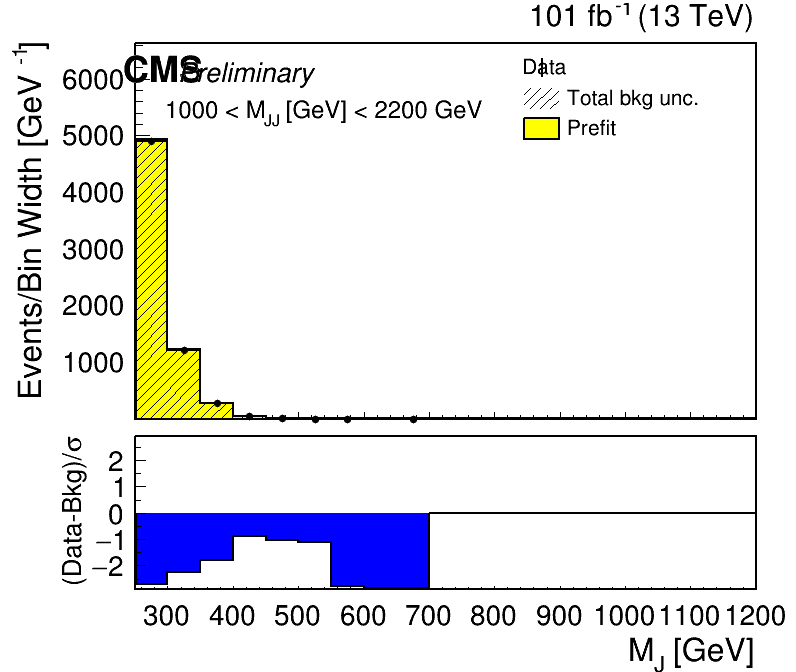 101 fb⁻¹ (13 TeV)
CMS Preliminary
1000 < M_JJ [GeV] < 2200 GeV
Data
Total bkg unc.
Prefit
Events/Bin Width [GeV⁻¹]
6000
5000
4000
3000
2000
1000
(Data-Bkg)/σ
2
1
0
−1
−2
300 400 500 600 700 800 900 1000 1100 1200
M_J [GeV]